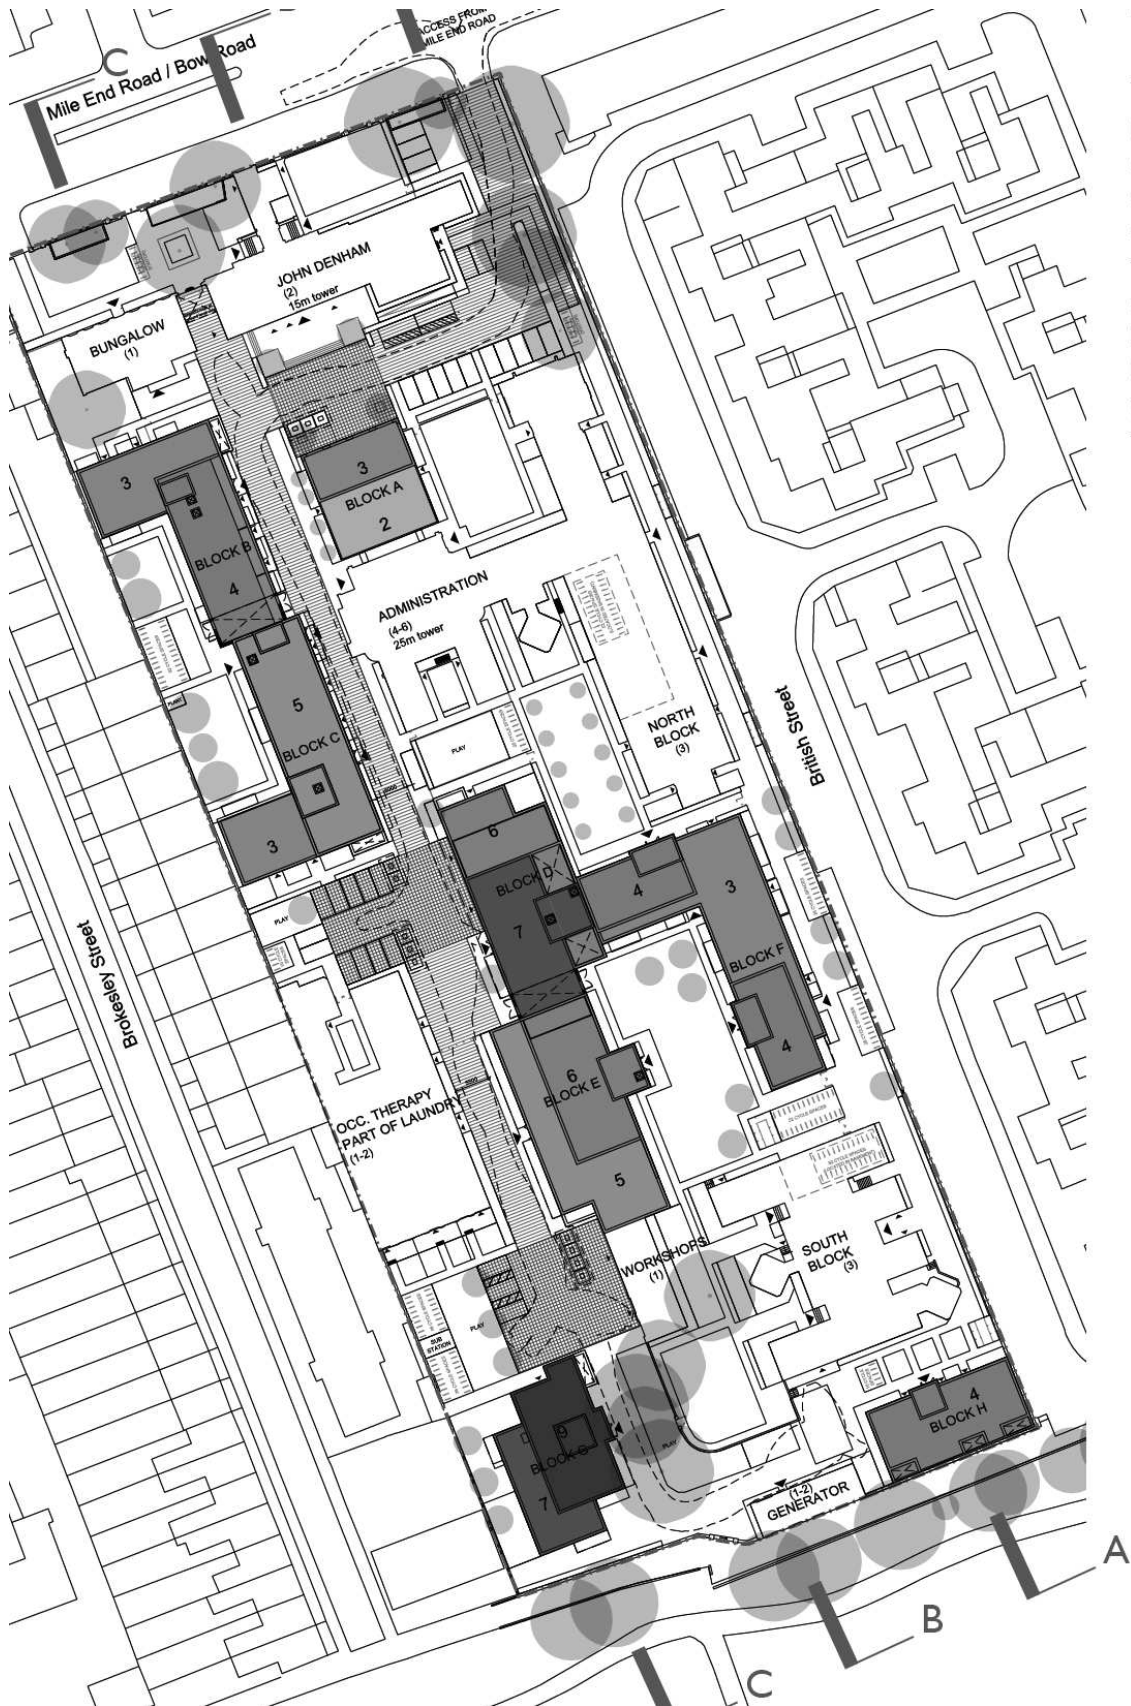 C
Mile End Road / Bow Road
ACCESS FROM
MILE END ROAD
JOHN DENHAM
(2)
15m tower
BUNGALOW
(1)
3
3
BLOCK A
2
BLOCK B
4
ADMINISTRATION
(4-6)
25m tower
5
BLOCK C
NORTH
BLOCK
(3)
British Street
PLAY
3
6
BLOCK D
7
4
3
PLAY
BLOCK F
Brokesley Street
4
6
BLOCK E
OCC. THERAPY
PART OF LAUNDRY
(1-2)
22 CYCLE SPACES
5
WORKSHOPS
(1)
SOUTH
BLOCK
(3)
PLAY
SUB
STATION
9
BLOCK G
7
PLAY
4
BLOCK H
(1-2)
GENERATOR
A
B
C